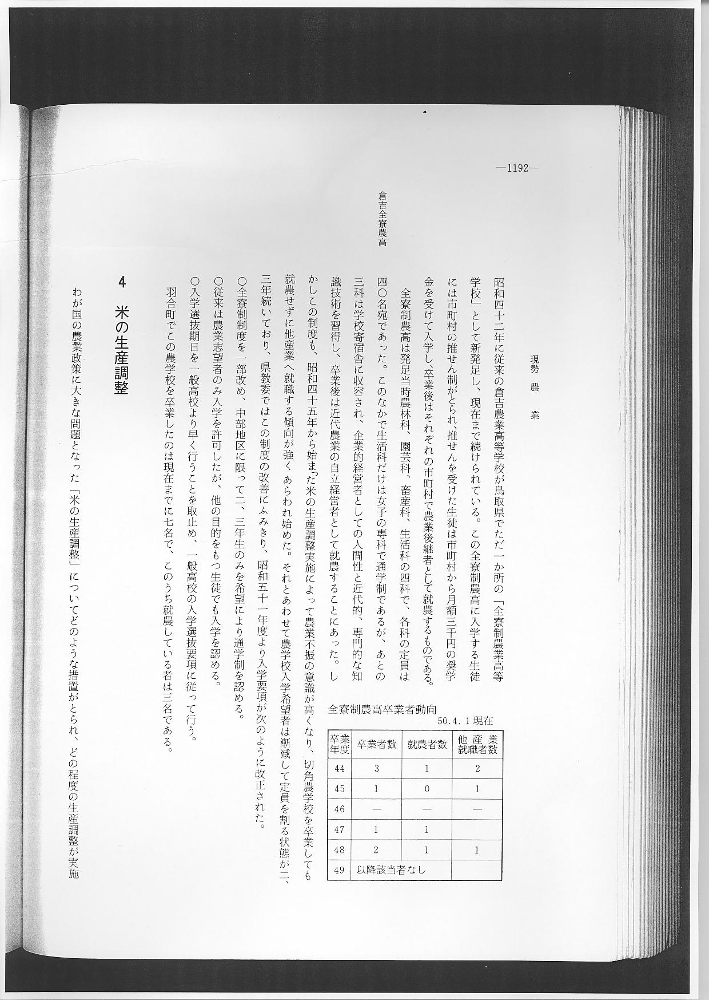 —1192—
現勢 農 業
倉吉全寮農高
昭和四十二年に従来の倉吉農業高等学校が鳥取県でただ一か所の「全寮制農業高等
学校」として新発足し、現在まで続けられている。この全寮制農高に入学する生徒
には市町村の推せん制がとられ、推せんを受けた生徒は市町村から月額三千円の奨学
金を受けて入学し、卒業後はそれぞれの市町村で農業後継者として就農するものである。
全寮制農高は発足当時農林科、園芸科、畜産科、生活科の四科で、各科の定員は
四〇名宛であった。このなかで生活科だけは女子の専科で通学制であるが、あとの
三科は学校寄宿舎に収容され、企業的経営者としての人間性と近代的、専門的な知
識技術を習得し、卒業後は近代農業の自立経営者として就農することにあった。し
かしこの制度も、昭和四十五年から始まった米の生産調整実施によって農業不振の意識が高くなり、切角農学校を卒業しても
就農せずに他産業へ就職する傾向が強くあらわれ始めた。それとあわせて農学校入学希望者は漸減して定員を割る状態が二、
三年続いており、県教委ではこの制度の改善にふみきり、昭和五十一年度より入学要項が次のように改正された。
〇全寮制制度を一部改め、中部地区に限って二、三年生のみを希望により通学制を認める。
〇従来は農業志望者のみ入学を許可したが、他の目的をもつ生徒でも入学を認める。
〇入学選抜期日を一般高校より早く行うことを取止め、一般高校の入学選抜要項に従って行う。
羽合町でこの農学校を卒業したのは現在までに七名で、このうち就農している者は三名である。
全寮制農高卒業者動向
50.4.1現在
卒業年度 卒業者数 就農者数 他産業就職者数
44 3 1 2
45 1 0 1
46 — — —
47 1 1
48 2 1 1
49 以降該当者なし
4 米の生産調整
わが国の農業政策に大きな問題となった「米の生産調整」についてどのような措置がとられ、どの程度の生産調整が実施